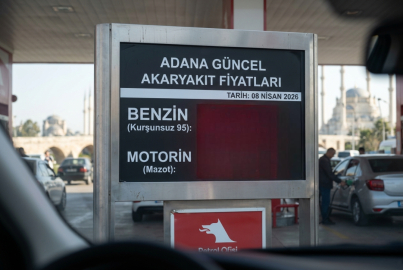 ADANA GÜNCEL
AKARYAKIT FİYATLARI
TARİH: 08 NİSAN 2026
BENZİN
(Kurşunsuz 95):
MOTORİN
(Mazot):
Petrol Ofisi